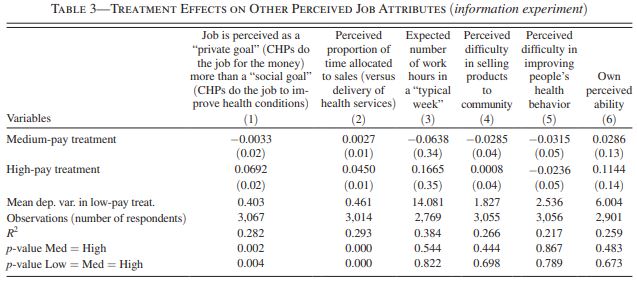 TABLE 3—TREATMENT EFFECTS ON OTHER PERCEIVED JOB ATTRIBUTES (information experiment)
Job is perceived as a Perceived Expected Perceived Perceived
“private goal” (CHPs do proportion of number difficulty difficulty in
the job for the money) time allocated of work in selling improving
more than a “social goal” to sales (versus hours in products people’s Own
(CHPs do the job to im- delivery of a “typical to health perceived
prove health conditions) health services) week” community behavior ability
Variables (1) (2) (3) (4) (5) (6)
Medium-pay treatment −0.0033 0.0027 −0.0638 −0.0285 −0.0315 0.0286
(0.02) (0.01) (0.34) (0.04) (0.05) (0.13)
High-pay treatment 0.0692 0.0450 0.1665 0.0008 −0.0236 0.1144
(0.02) (0.01) (0.35) (0.04) (0.05) (0.14)
Mean dep. var. in low-pay treat. 0.403 0.461 14.081 1.827 2.536 6.004
Observations (number of respondents) 3,067 3,014 2,769 3,055 3,056 2,901
R² 0.282 0.293 0.384 0.266 0.217 0.259
p-value Med = High 0.002 0.000 0.544 0.444 0.867 0.483
p-value Low = Med = High 0.004 0.000 0.822 0.698 0.789 0.673